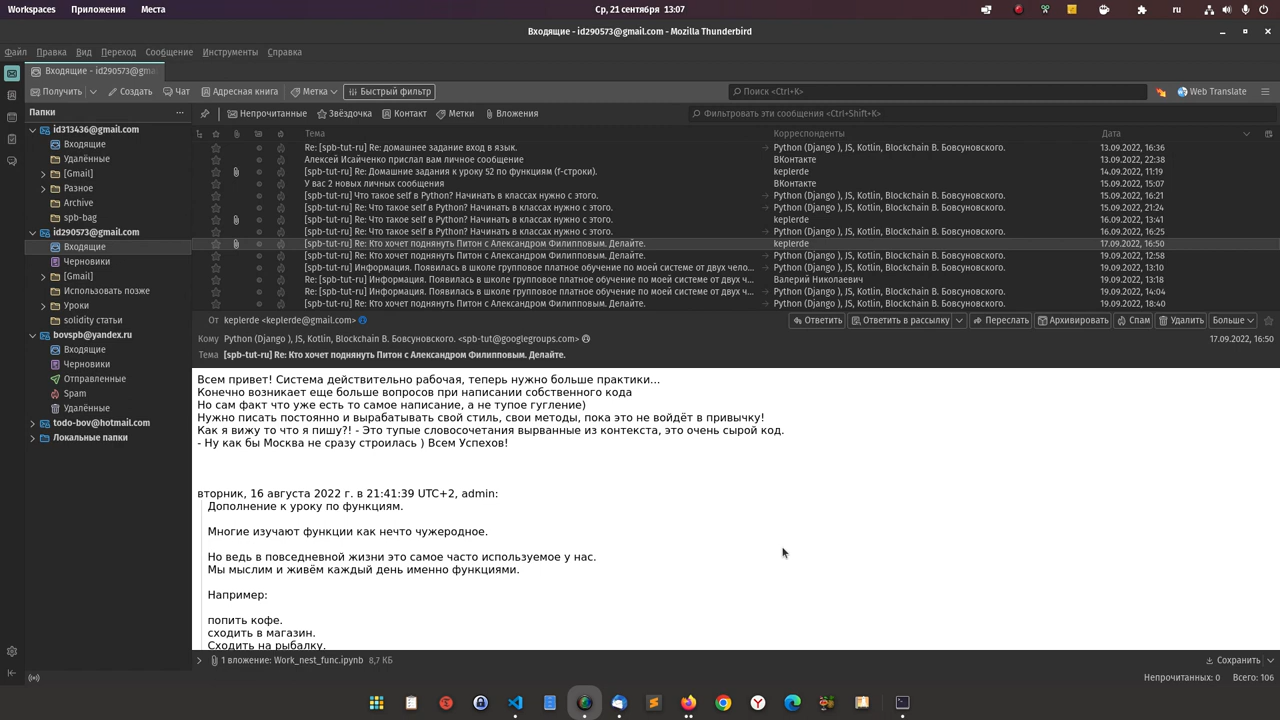 Workspaces Приложения Места Ср, 21 сентября 13:07 ru
Входящие - id290573@gmail.com - Mozilla Thunderbird
Файл Правка Вид Переход Сообщение Инструменты Справка
Входящие - id290573@gma
Получить Создать Чат Адресная книга Метка Быстрый фильтр Поиск <Ctrl+K> Web Translate
Папки ... Непрочитанные Звёздочка Контакт Метки Вложения Фильтровать эти сообщения <Ctrl+Shift+K>
id313436@gmail.com
Входящие
Удалённые
[Gmail]
Разное
Archive
spb-bag
id290573@gmail.com
Входящие
Черновики
[Gmail]
Использовать позже
Уроки
solidity статьи
bovspb@yandex.ru
Входящие
Черновики
Отправленные
Spam
Удалённые
todo-bov@hotmail.com
Локальные папки
Тема Корреспонденты Дата
Re: [spb-tut-ru] Re: домашнее задание вход в язык. Python (Django ), JS, Kotlin, Blockchain В. Бовсуновского. 13.09.2022, 16:36
Алексей Исайченко прислал вам личное сообщение ВКонтакте 13.09.2022, 22:38
[spb-tut-ru] Re: Домашние задания к уроку 52 по функциям (f-строки). keplerde 14.09.2022, 11:19
У вас 2 новых личных сообщения ВКонтакте 15.09.2022, 15:07
[spb-tut-ru] Что такое self в Python? Начинать в классах нужно с этого. Python (Django ), JS, Kotlin, Blockchain В. Бовсуновского. 15.09.2022, 16:21
[spb-tut-ru] Re: Что такое self в Python? Начинать в классах нужно с этого. Python (Django ), JS, Kotlin, Blockchain В. Бовсуновского. 15.09.2022, 21:24
[spb-tut-ru] Re: Что такое self в Python? Начинать в классах нужно с этого. keplerde 16.09.2022, 13:41
[spb-tut-ru] Re: Что такое self в Python? Начинать в классах нужно с этого. Python (Django ), JS, Kotlin, Blockchain В. Бовсуновского. 16.09.2022, 16:25
[spb-tut-ru] Re: Кто хочет поднянуть Питон с Александром Филипповым. Делайте. keplerde 17.09.2022, 16:50
[spb-tut-ru] Re: Кто хочет поднянуть Питон с Александром Филипповым. Делайте. Python (Django ), JS, Kotlin, Blockchain В. Бовсуновского. 19.09.2022, 12:58
[spb-tut-ru] Информация. Появилась в школе групповое платное обучение по моей системе от двух чело... Python (Django ), JS, Kotlin, Blockchain В. Бовсуновского. 19.09.2022, 13:10
Re: [spb-tut-ru] Информация. Появилась в школе групповое платное обучение по моей системе от двух ч... Валерий Николаевич 19.09.2022, 13:18
Re: [spb-tut-ru] Информация. Появилась в школе групповое платное обучение по моей системе от двух ч... Python (Django ), JS, Kotlin, Blockchain В. Бовсуновского. 19.09.2022, 14:04
[spb-tut-ru] Re: Кто хочет поднянуть Питон с Александром Филипповым. Делайте. Python (Django ), JS, Kotlin, Blockchain В. Бовсуновского. 19.09.2022, 18:40
От keplerde <keplerde@gmail.com> Ответить Ответить в рассылку Переслать Архивировать Спам Удалить Больше
Кому Python (Django ), JS, Kotlin, Blockchain В. Бовсуновского. <spb-tut@googlegroups.com> 17.09.2022, 16:50
Тема [spb-tut-ru] Re: Кто хочет поднянуть Питон с Александром Филипповым. Делайте.
Всем привет! Система действительно рабочая, теперь нужно больше практики...
Конечно возникает еще больше вопросов при написании собственного кода
Но сам факт что уже есть то самое написание, а не тупое гугление)
Нужно писать постоянно и вырабатывать свой стиль, свои методы, пока это не войдёт в привычку!
Как я вижу то что я пишу?! - Это тупые словосочетания вырванные из контекста, это очень сырой код.
- Ну как бы Москва не сразу строилась ) Всем Успехов!
вторник, 16 августа 2022 г. в 21:41:39 UTC+2, admin:
Дополнение к уроку по функциям.
Многие изучают функции как нечто чужеродное.
Но ведь в повседневной жизни это самое часто используемое у нас.
Мы мыслим и живём каждый день именно функциями.
Например:
попить кофе.
сходить в магазин.
Сходить на рыбалку.
1 вложение: Work_nest_func.ipynb 8,7 КБ Сохранить
Непрочитанных: 0 Всего: 106